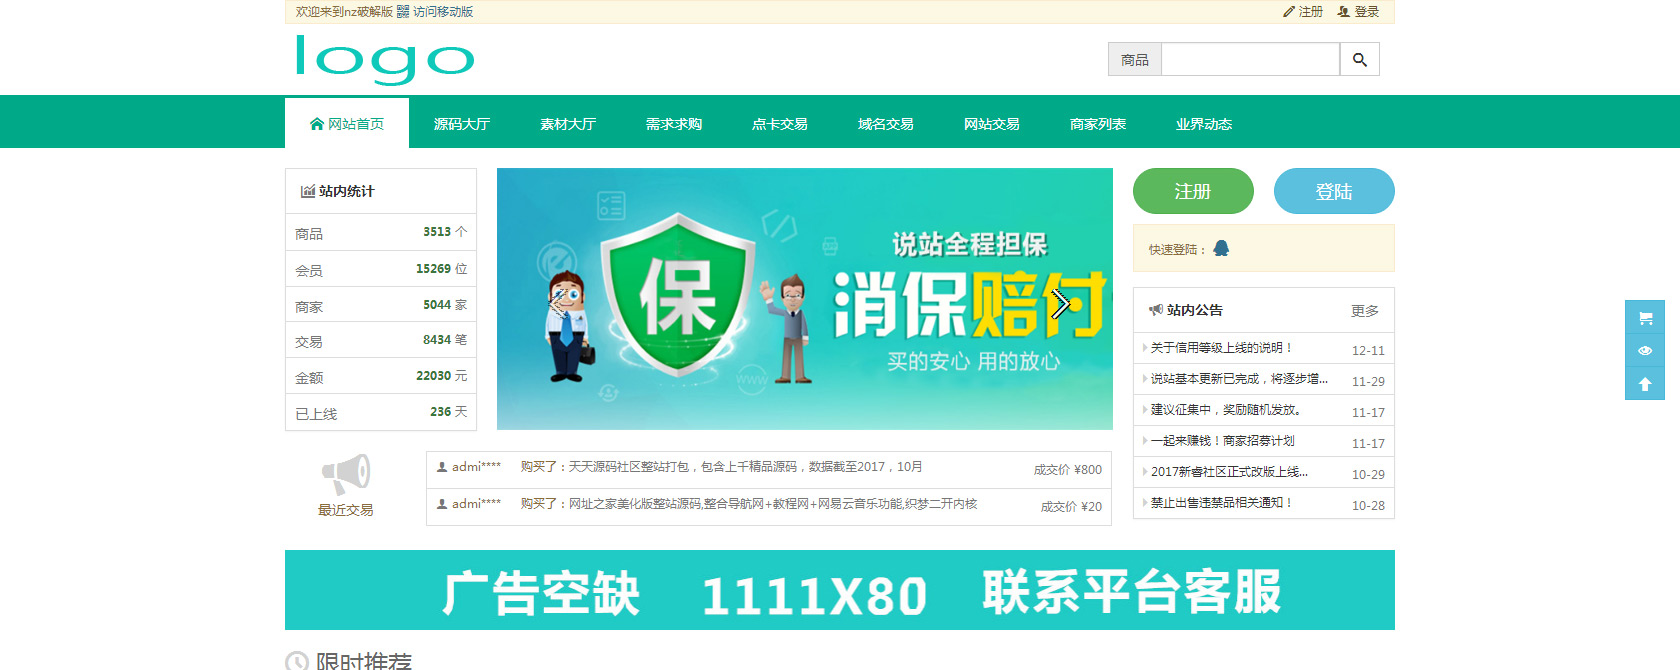 欢迎来到nz破解版 访问移动版
注册 登录
logo
商品
网站首页 源码大厅 素材大厅 需求求购 点卡交易 域名交易 网站交易 商家列表 业界动态
站内统计
商品 3513 个
会员 15269 位
商家 5044 家
交易 8434 笔
金额 22030 元
已上线 236 天
保
www
说站全程担保
消保赔付
买的安心 用的放心
注册 登陆
快速登陆：
站内公告 更多
关于信用等级上线的说明！ 12-11
说站基本更新已完成，将逐步增... 11-29
建议征集中，奖励随机发放。 11-17
一起来赚钱！商家招募计划 11-17
2017新睿社区正式改版上线... 10-29
禁止出售违禁品相关通知！ 10-28
最近交易
admi**** 购买了：天天源码社区整站打包，包含上千精品源码，数据截至2017，10月 成交价 ¥800
admi**** 购买了：网址之家美化版整站源码,整合导航网+教程网+网易云音乐功能,织梦二开内核 成交价 ¥20
广告空缺 1111X80 联系平台客服
限时推荐